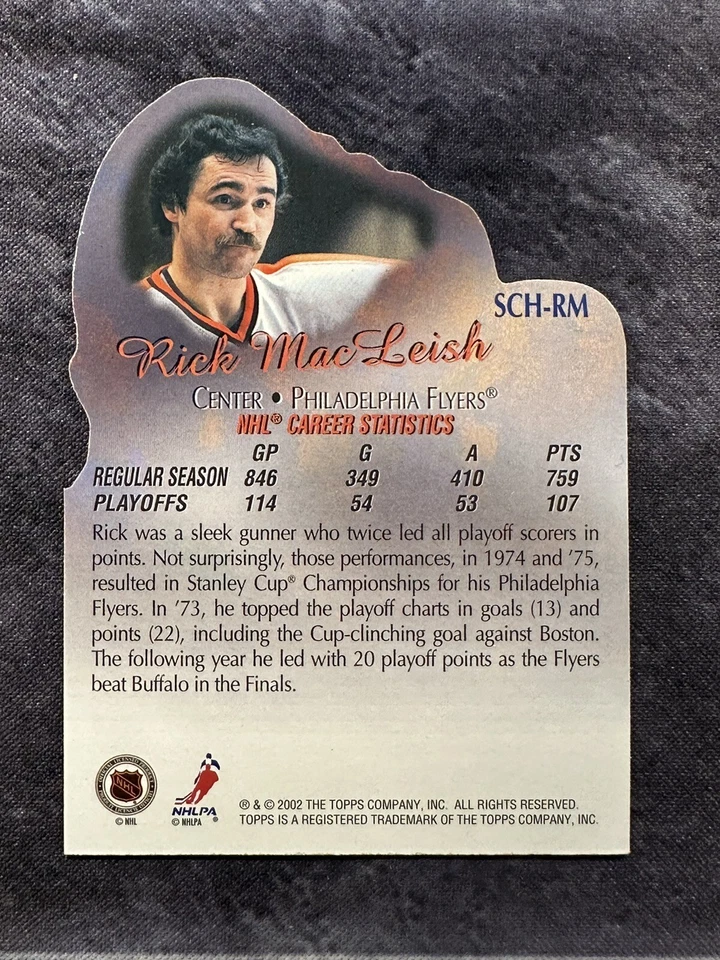 SCH-RM
Rick MacLeish
CENTER • PHILADELPHIA FLYERS®
NHL® CAREER STATISTICS
GP G A PTS
REGULAR SEASON 846 349 410 759
PLAYOFFS 114 54 53 107
Rick was a sleek gunner who twice led all playoff scorers in
points. Not surprisingly, those performances, in 1974 and '75,
resulted in Stanley Cup® Championships for his Philadelphia
Flyers. In '73, he topped the playoff charts in goals (13) and
points (22), including the Cup-clinching goal against Boston.
The following year he led with 20 playoff points as the Flyers
beat Buffalo in the Finals.
NHL
© NHL
NHLPA
© NHLPA ®
® & © 2002 THE TOPPS COMPANY, INC. ALL RIGHTS RESERVED.
TOPPS IS A REGISTERED TRADEMARK OF THE TOPPS COMPANY, INC.